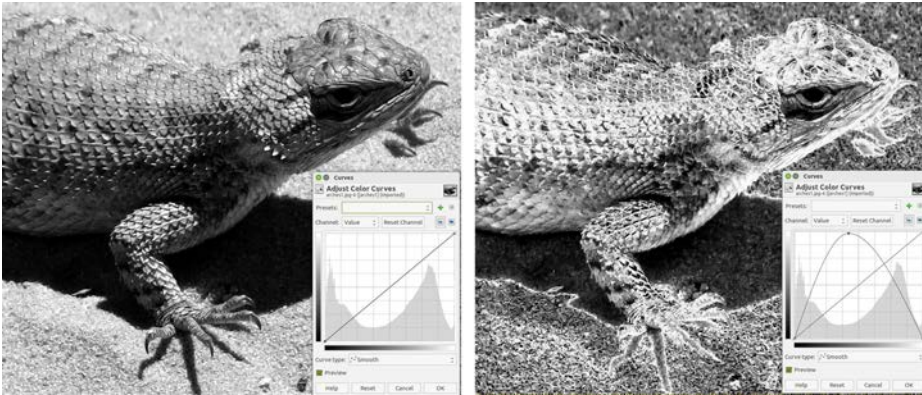 Curves
Adjust Color Curves
Presets:
Channel: Value Reset Channel
Curve type: Smooth
Preview
Help Reset Cancel OK
Curves
Adjust Color Curves
Presets:
Channel: Value Reset Channel
Curve type: Smooth
Preview
Help Reset Cancel OK